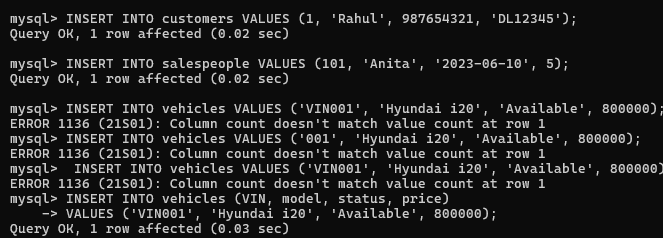 mysql> INSERT INTO customers VALUES (1, 'Rahul', 987654321, 'DL12345');
Query OK, 1 row affected (0.02 sec)
mysql> INSERT INTO salespeople VALUES (101, 'Anita', '2023-06-10', 5);
Query OK, 1 row affected (0.02 sec)
mysql> INSERT INTO vehicles VALUES ('VIN001', 'Hyundai i20', 'Available', 800000);
ERROR 1136 (21S01): Column count doesn't match value count at row 1
mysql> INSERT INTO vehicles VALUES ('001', 'Hyundai i20', 'Available', 800000);
ERROR 1136 (21S01): Column count doesn't match value count at row 1
mysql>  INSERT INTO vehicles VALUES ('VIN001', 'Hyundai i20', 'Available', 800000)
ERROR 1136 (21S01): Column count doesn't match value count at row 1
mysql> INSERT INTO vehicles (VIN, model, status, price)
    -> VALUES ('VIN001', 'Hyundai i20', 'Available', 800000);
Query OK, 1 row affected (0.03 sec)